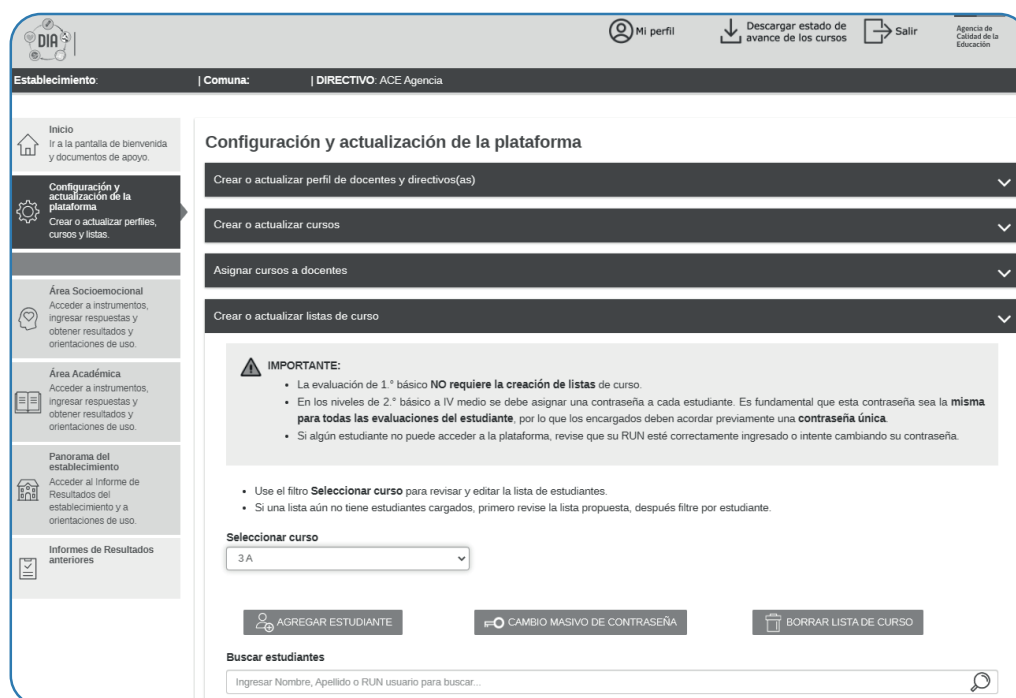 DIA
Mi perfil
Descargar estado de
avance de los cursos
Salir
Agencia de
Calidad de la
Educación
Establecimiento:
| Comuna:
| DIRECTIVO: ACE Agencia
Inicio
Ir a la pantalla de bienvenida
y documentos de apoyo.
Configuración y
actualización de la
plataforma
Crear o actualizar perfiles,
cursos y listas.
Área Socioemocional
Acceder a instrumentos,
ingresar respuestas y
obtener resultados y
orientaciones de uso.
Área Académica
Acceder a instrumentos,
ingresar respuestas y
obtener resultados y
orientaciones de uso.
Panorama del
establecimiento
Acceder al Informe de
Resultados del
establecimiento y a
orientaciones de uso.
Informes de Resultados
anteriores
Configuración y actualización de la plataforma
Crear o actualizar perfil de docentes y directivos(as)
Crear o actualizar cursos
Asignar cursos a docentes
Crear o actualizar listas de curso
IMPORTANTE:
• La evaluación de 1.° básico NO requiere la creación de listas de curso.
• En los niveles de 2.° básico a IV medio se debe asignar una contraseña a cada estudiante. Es fundamental que esta contraseña sea la misma
para todas las evaluaciones del estudiante, por lo que los encargados deben acordar previamente una contraseña única.
• Si algún estudiante no puede acceder a la plataforma, revise que su RUN esté correctamente ingresado o intente cambiando su contraseña.
• Use el filtro Seleccionar curso para revisar y editar la lista de estudiantes.
• Si una lista aún no tiene estudiantes cargados, primero revise la lista propuesta, después filtre por estudiante.
Seleccionar curso
3 A
AGREGAR ESTUDIANTE
CAMBIO MASIVO DE CONTRASEÑA
BORRAR LISTA DE CURSO
Buscar estudiantes
Ingresar Nombre, Apellido o RUN usuario para buscar...